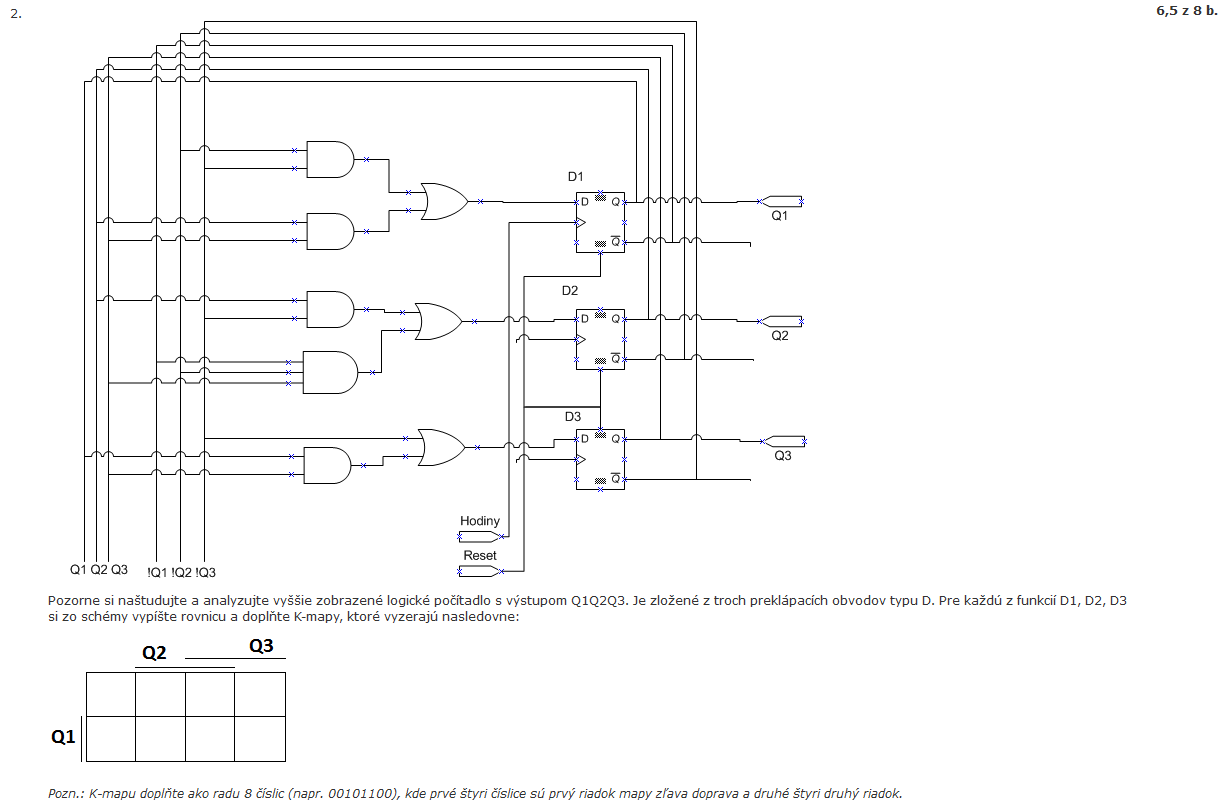 2.
6,5 z 8 b.
D1
D Q
Q
Q1
D2
D Q
Q
Q2
D3
D Q
Q
Q3
Hodiny
Reset
Q1 Q2 Q3 !Q1 !Q2 !Q3
Pozorne si naštudujte a analyzujte vyššie zobrazené logické počítadlo s výstupom Q1Q2Q3. Je zložené z troch preklápacích obvodov typu D. Pre každú z funkcií D1, D2, D3
si zo schémy vypíšte rovnicu a doplňte K-mapy, ktoré vyzerajú nasledovne:
Q2 Q3
Q1
Pozn.: K-mapu doplňte ako radu 8 číslic (napr. 00101100), kde prvé štyri číslice sú prvý riadok mapy zľava doprava a druhé štyri druhý riadok.